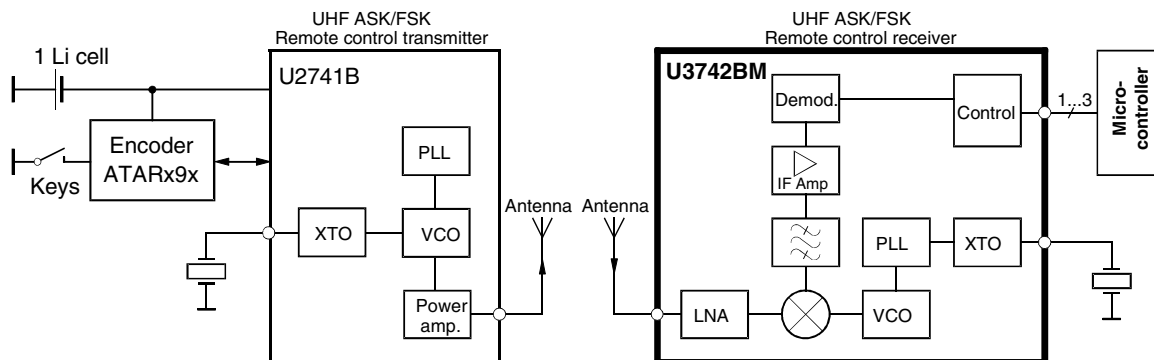 UHF ASK/FSK
Remote control transmitter
1 Li cell
U2741B
Encoder
ATARx9x
Keys
PLL
XTO
VCO
Power
amp.
Antenna
UHF ASK/FSK
Remote control receiver
U3742BM
Demod.
Control
1...3
Micro-
controller
IF Amp
Antenna
PLL
XTO
LNA
VCO